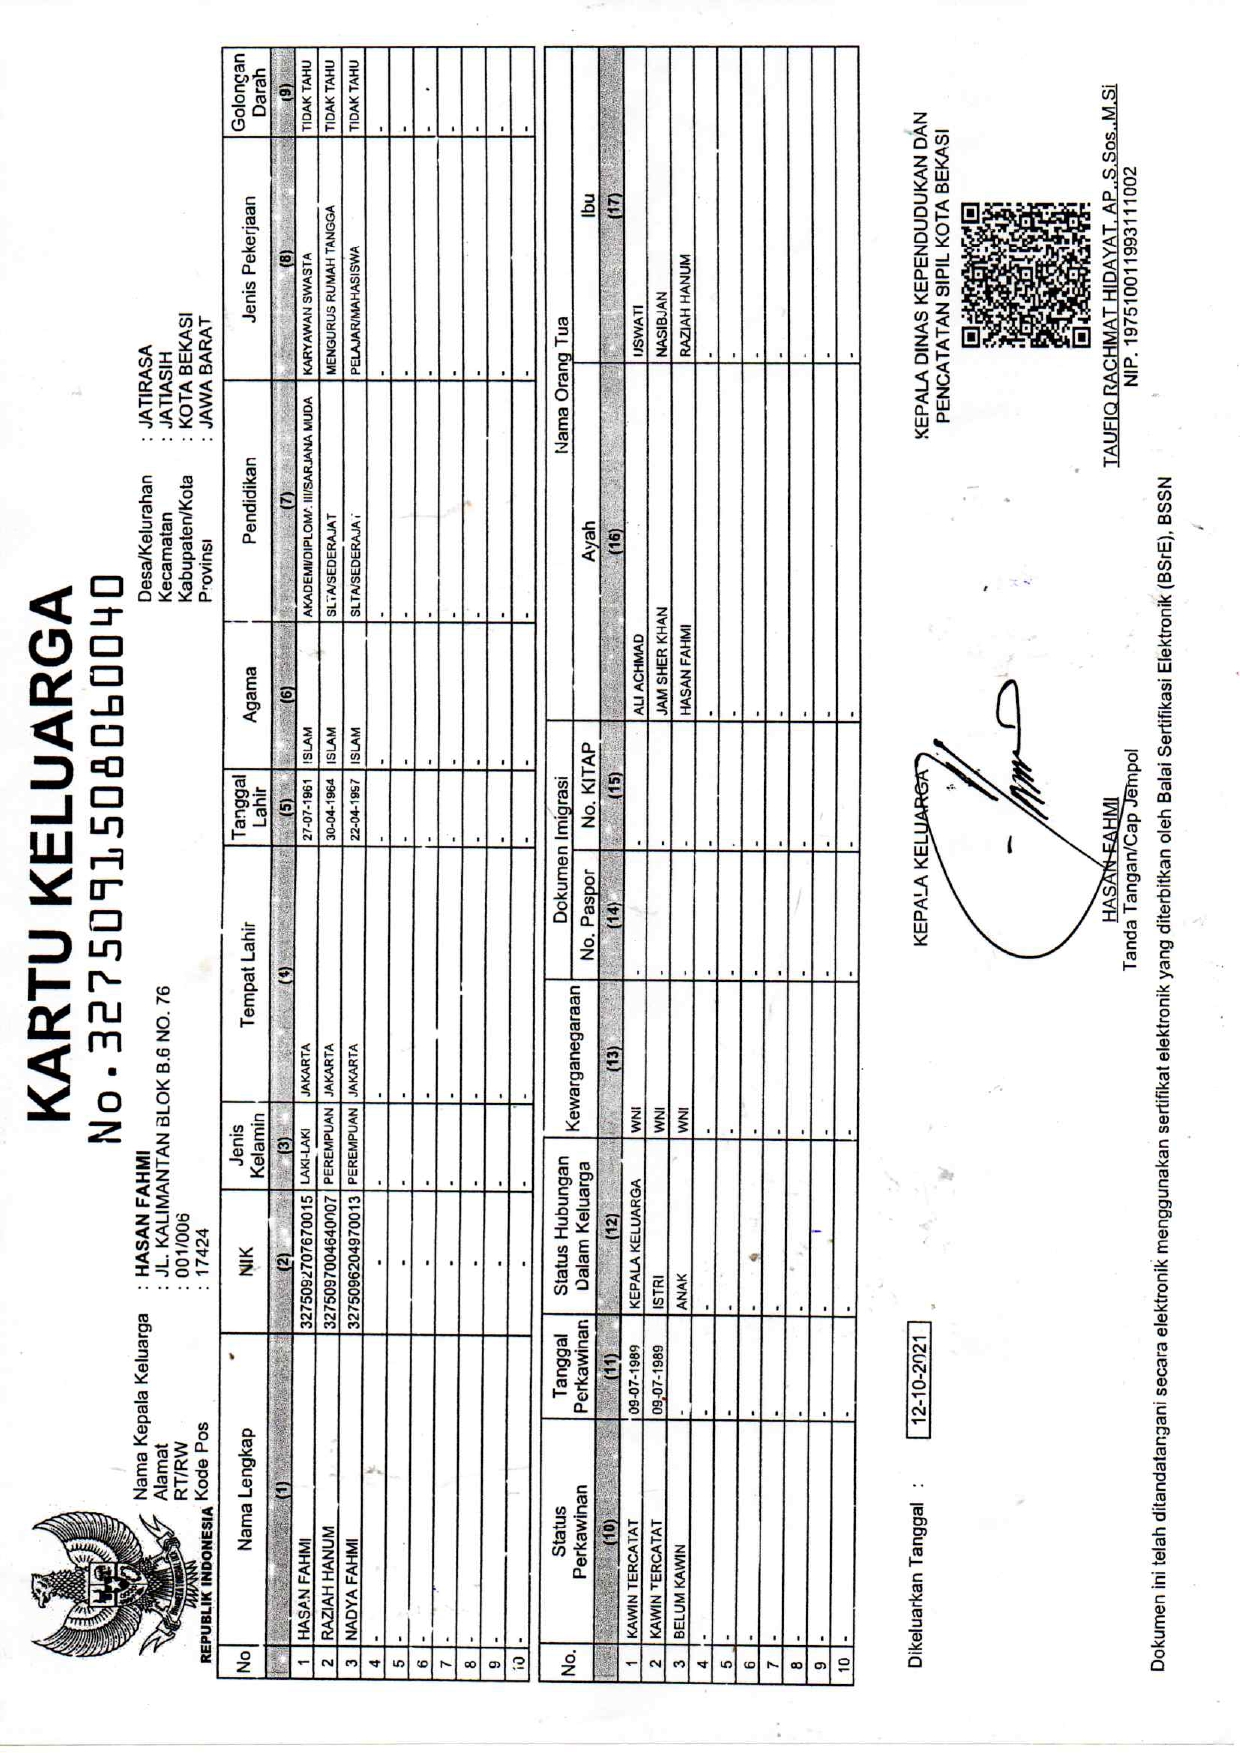 KARTU KELUARGA
No. 3275091508060040
Nama Kepala Keluarga : HASAN FAHMI
Alamat : JL. KALIMANTAN BLOK B.6 NO. 76
RT/RW : 001/006
Kode Pos : 17424
Desa/Kelurahan : JATIRASA
Kecamatan : JATIASIH
Kabupaten/Kota : KOTA BEKASI
Provinsi : JAWA BARAT
REPUBLIK INDONESIA
No Nama Lengkap NIK Jenis Kelamin Tempat Lahir Tanggal Lahir Agama Pendidikan Jenis Pekerjaan Golongan Darah
(1) (2) (3) (4) (5) (6) (7) (8) (9)
1 HASAN FAHMI 3275092707670015 LAKI-LAKI JAKARTA 27-07-1961 ISLAM AKADEMI/DIPLOMA III/SARJANA MUDA KARYAWAN SWASTA TIDAK TAHU
2 RAZIAH HANUM 3275097004640007 PEREMPUAN JAKARTA 30-04-1964 ISLAM SLTA/SEDERAJAT MENGURUS RUMAH TANGGA TIDAK TAHU
3 NADYA FAHMI 3275096204970013 PEREMPUAN JAKARTA 22-04-1997 ISLAM SLTA/SEDERAJAT PELAJAR/MAHASISWA TIDAK TAHU
4 - - - - - - - - -
5 - - - - - - - - -
6 - - - - - - - - -
7 - - - - - - - - -
8 - - - - - - - - -
9 - - - - - - - - -
10 - - - - - - - - -
No. Status Perkawinan Tanggal Perkawinan Status Hubungan Dalam Keluarga Kewarganegaraan Dokumen Imigrasi Nama Orang Tua
No. Paspor No. KITAP Ayah Ibu
(10) (11) (12) (13) (14) (15) (16) (17)
1 KAWIN TERCATAT 09-07-1989 KEPALA KELUARGA WNI - - ALI ACHMAD USWATI
2 KAWIN TERCATAT 09-07-1989 ISTRI WNI - - JAM SHER KHAN NASIBJAN
3 BELUM KAWIN - ANAK WNI - - HASAN FAHMI RAZIAH HANUM
4 - - - - - - - -
5 - - - - - - - -
6 - - - - - - - -
7 - - - - - - - -
8 - - - - - - - -
9 - - - - - - - -
10 - - - - - - - -
Dikeluarkan Tanggal : 12-10-2021
KEPALA KELUARGA
HASAN FAHMI
Tanda Tangan/Cap Jempol
KEPALA DINAS KEPENDUDUKAN DAN
PENCATATAN SIPIL KOTA BEKASI
TAUFIQ RACHMAT HIDAYAT, AP.,S.Sos.,M.Si
NIP. 197510011993111002
Dokumen ini telah ditandatangani secara elektronik menggunakan sertifikat elektronik yang diterbitkan oleh Balai Sertifikasi Elektronik (BSrE), BSSN